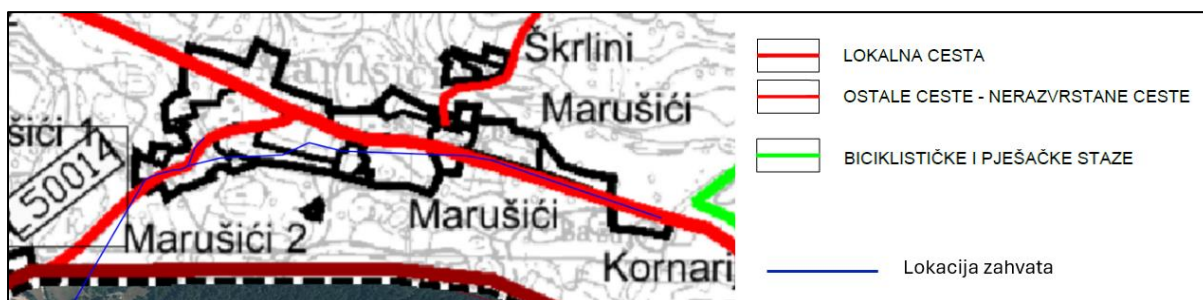 Škrlini
Marušići
šići 1
50014
Marušići
Marušići 2
Kornari
LOKALNA CESTA
OSTALE CESTE - NERAZVRSTANE CESTE
BICIKLISTIČKE I PJEŠAČKE STAZE
Lokacija zahvata